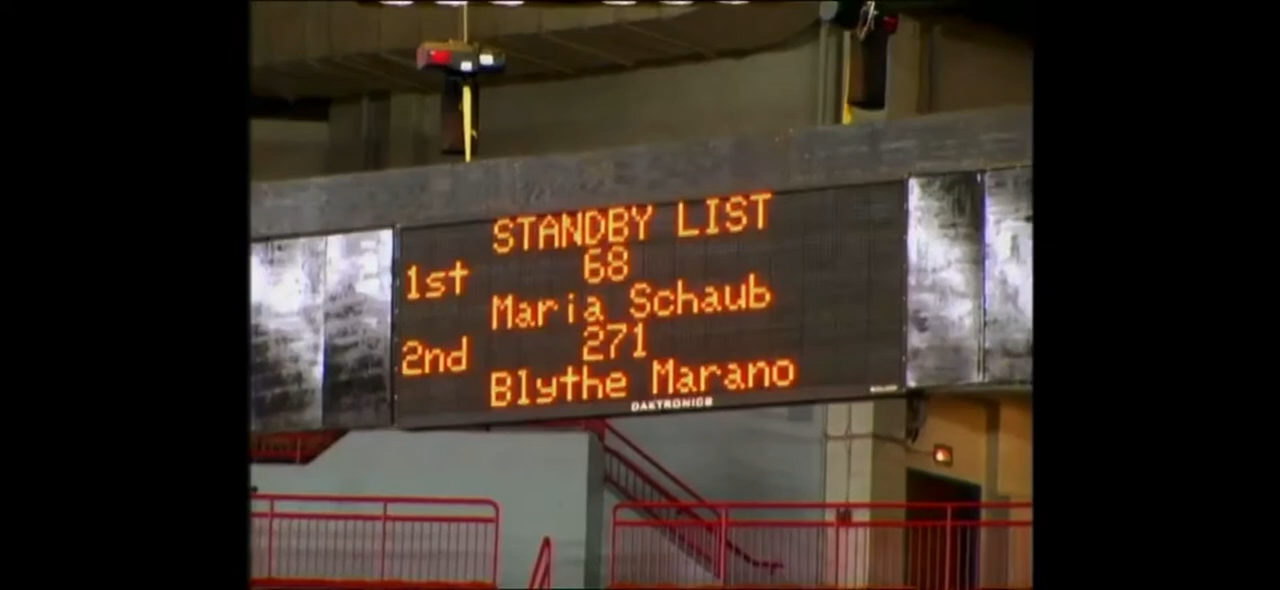 STANDBY LIST
68
1st
Maria Schaub
271
2nd
Blythe Marano
DAKTRONICS